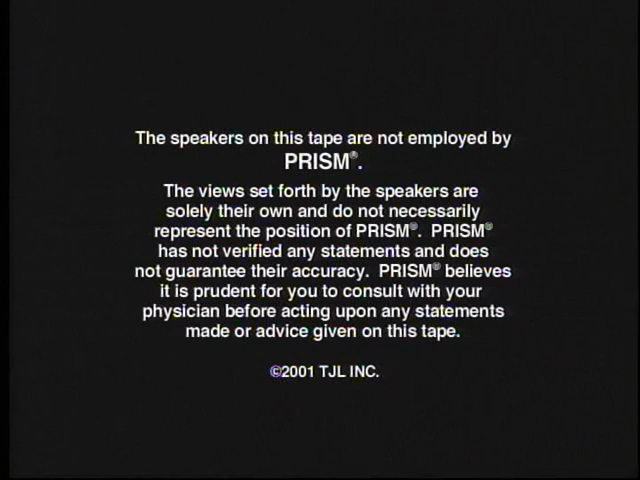 The speakers on this tape are not employed by
PRISM®.
The views set forth by the speakers are
solely their own and do not necessarily
represent the position of PRISM®. PRISM®
has not verified any statements and does
not guarantee their accuracy. PRISM® believes
it is prudent for you to consult with your
physician before acting upon any statements
made or advice given on this tape.
©2001 TJL INC.